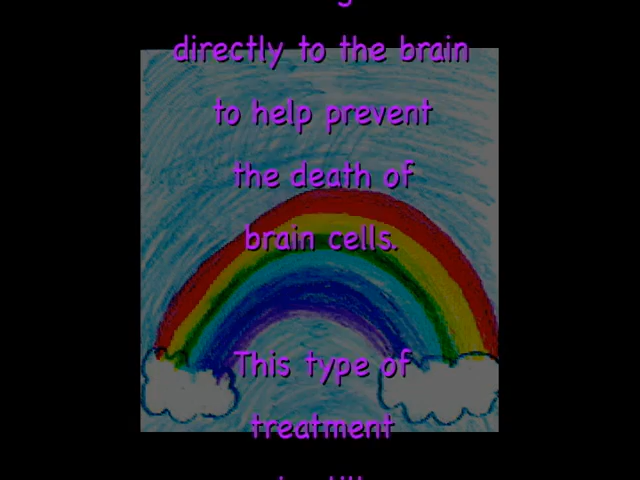 directly to the brain
to help prevent
the death of
brain cells.
This type of
treatment